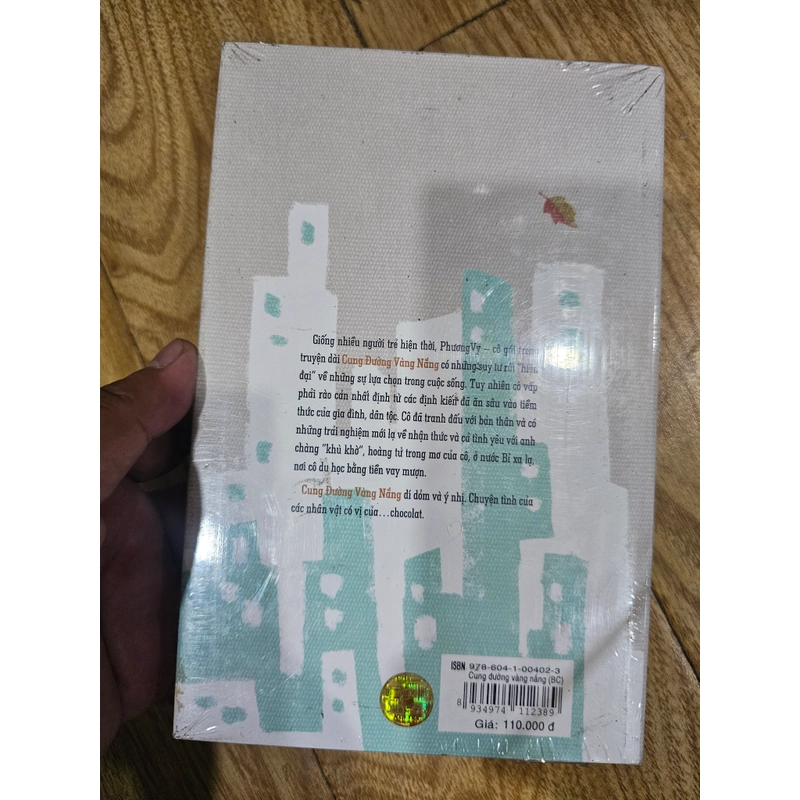 Giống nhiều người trẻ hiện thời, Phương Vy – cô gái trong
truyện dài Cung Đường Vàng Nắng có những suy tư rất "hiện
đại" về những sự lựa chọn trong cuộc sống. Tuy nhiên cô vấp
phải rào cản nhất định từ các định kiến đã ăn sâu vào tiềm
thức của gia đình, dân tộc. Cô đã tranh đấu với bản thân và có
những trải nghiệm mới lạ về nhận thức và cả tình yêu với anh
chàng "khù khờ", hoàng tử trong mơ của cô, ở nước Bỉ xa lạ,
nơi cô du học bằng tiền vay mượn.
Cung Đường Vàng Nắng dí dỏm và ý nhị. Chuyện tình của
các nhân vật có vị của...chocolat.
ISBN 978-604-1-00402-3
Cung đường vàng nắng (BC)
8 934974 112389
Giá: 110.000 đ